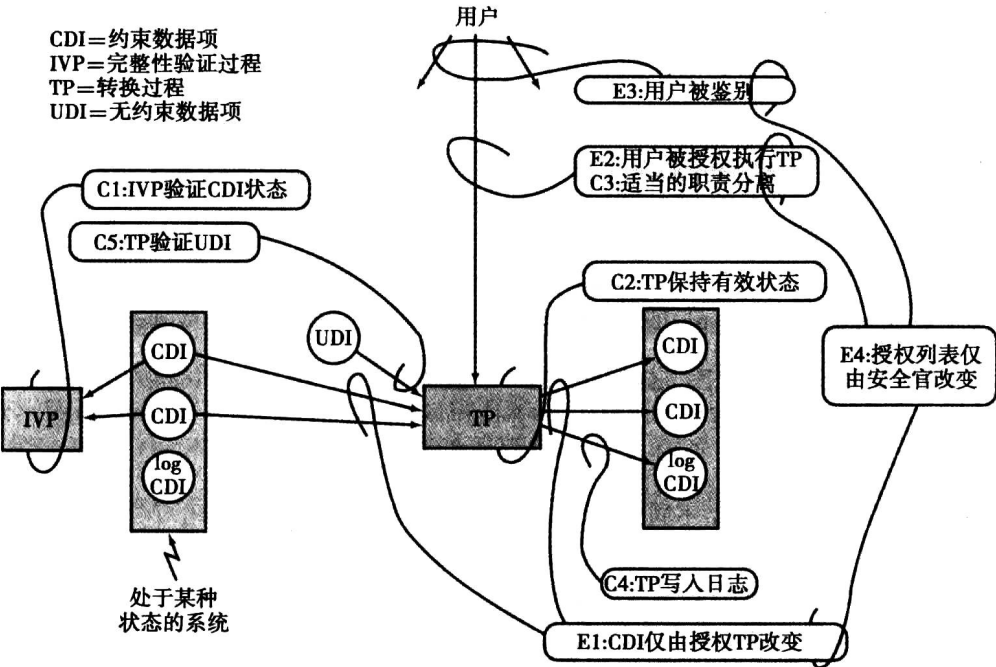 用户
CDI=约束数据项
IVP=完整性验证过程
TP=转换过程
UDI=无约束数据项
E3:用户被鉴别
E2:用户被授权执行TP
C3:适当的职责分离
C1:IVP验证CDI状态
C5:TP验证UDI
C2:TP保持有效状态
UDI
CDI
CDI
log
CDI
IVP
TP
CDI
CDI
log
CDI
E4:授权列表仅
由安全官改变
C4:TP写入日志
处于某种
状态的系统
E1:CDI仅由授权TP改变